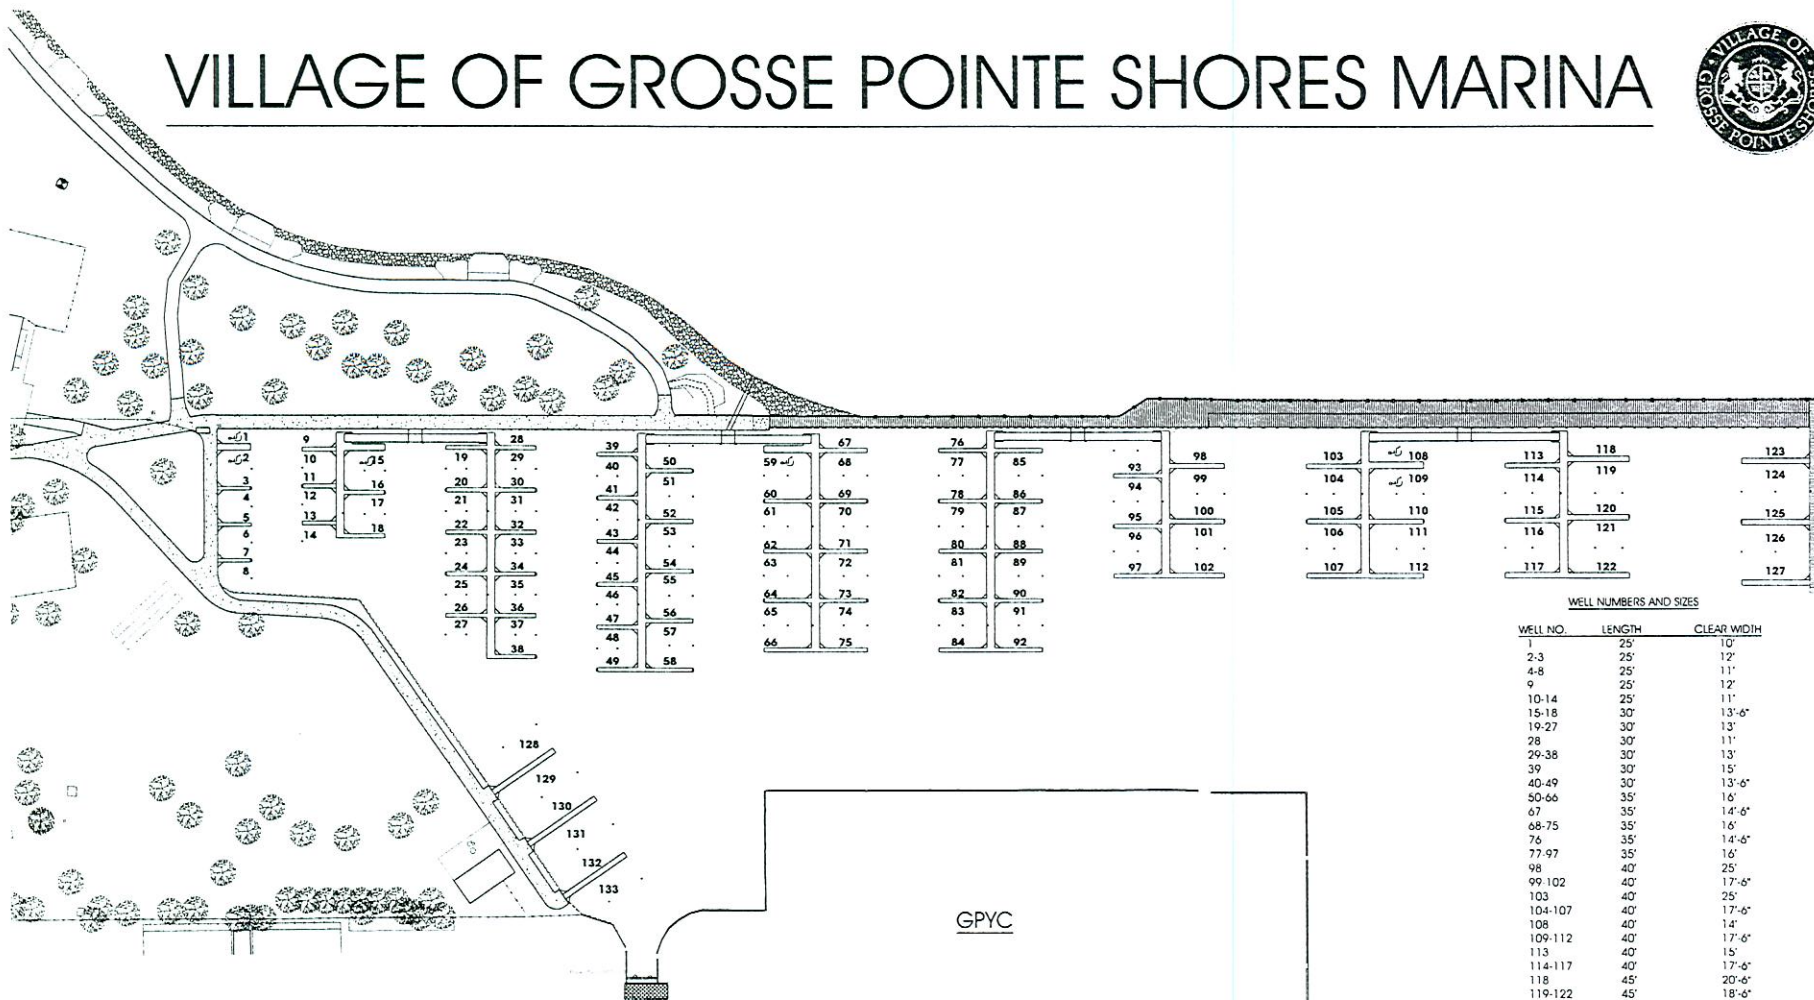 VILLAGE OF GROSSE POINTE SHORES MARINA
VILLAGE OF
GROSSE POINTE
1 9 28 39 67 76 118
2 10 15 19 29 40 50 59 68 77 85 93 98 103 108 113 119 123
3 11 16 20 30 41 51 60 69 78 86 94 99 104 109 114 124
4 12 17 21 31 42 52 61 70 79 87 95 100 105 110 115 120 125
5 13 18 22 32 43 53 62 71 80 88 96 101 106 111 116 121 126
6 14 23 33 44 54 63 72 81 89 97 102 107 112 117 122 127
7 24 34 45 55 64 73 82 90
8 25 35 46 56 65 74 83 91
26 36 47 57 66 75 84 92
27 37 48 58
38 49
128
129
130
131
132
133
GPYC
WELL NUMBERS AND SIZES
WELL NO. LENGTH CLEAR WIDTH
1 25' 10'
2-3 25' 12'
4-8 25' 11'
9 25' 12'
10-14 25' 11'
15-18 30' 13'-6"
19-27 30' 13'
28 30' 11'
29-38 30' 13'
39 30' 15'
40-49 30' 13'-6"
50-66 35' 16'
67 35' 14'-6"
68-75 35' 16'
76 35' 14'-6"
77-97 35' 16'
98 40' 25'
99-102 40' 17'-6"
103 40' 25'
104-107 40' 17'-6"
108 40' 14'
109-112 40' 17'-6"
113 40' 15'
114-117 40' 17'-6"
118 45' 20'-6"
119-122 45' 18'-6"